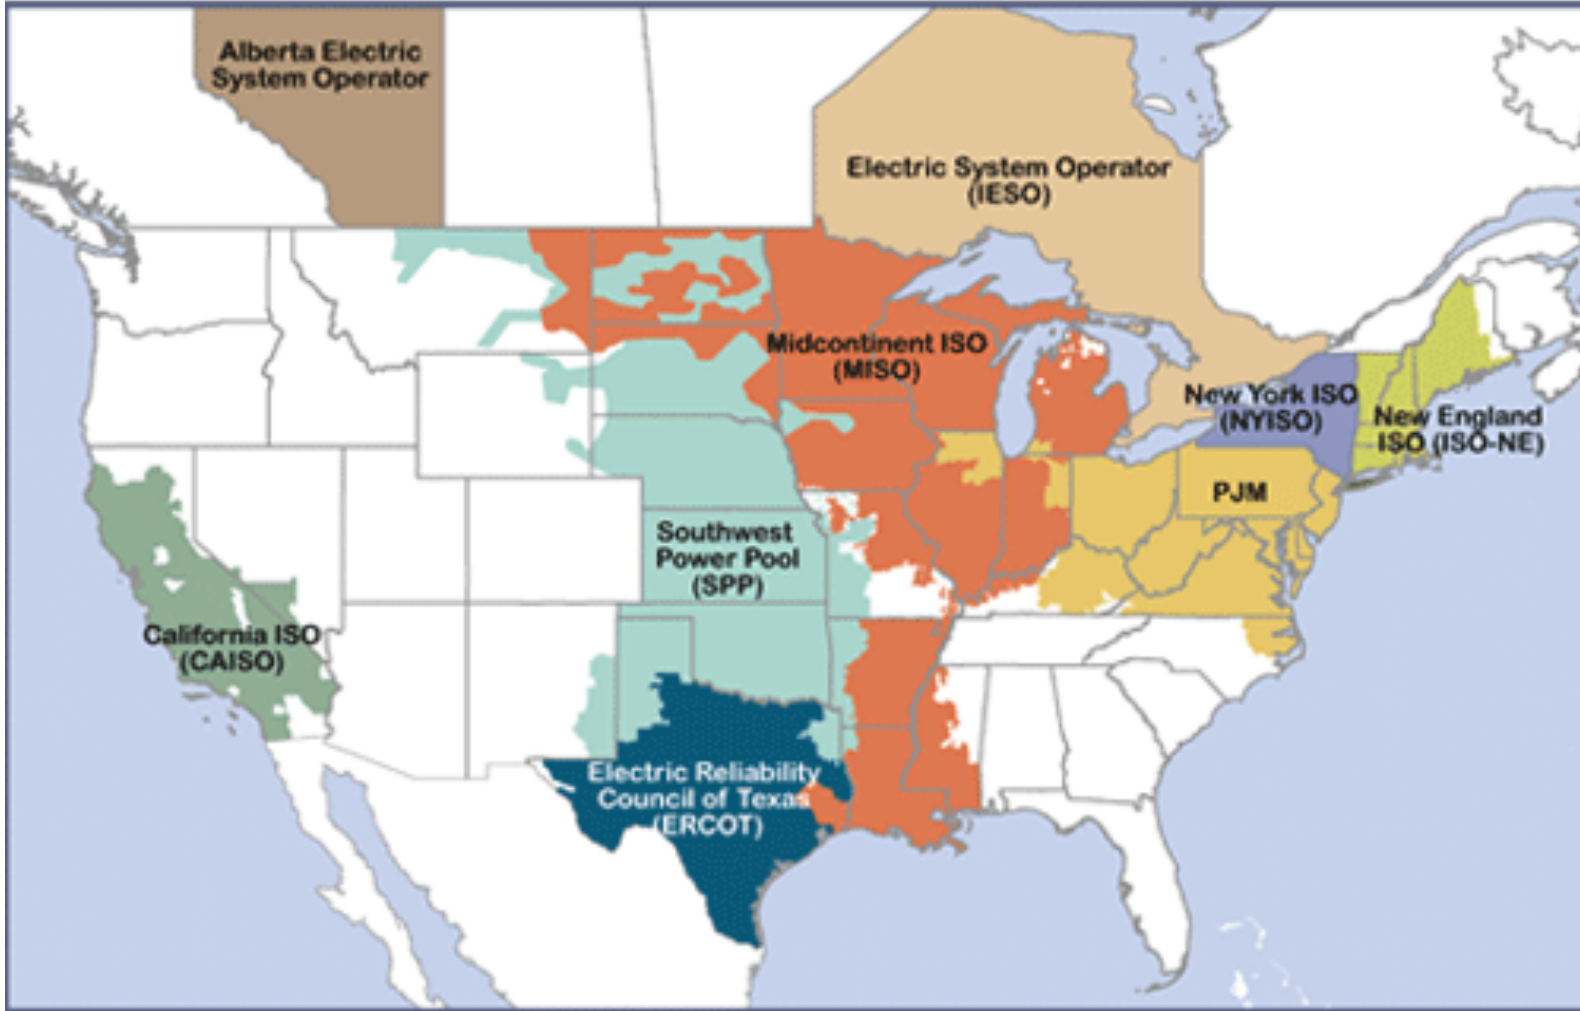 Alberta Electric
System Operator
Electric System Operator
(IESO)
Midcontinent ISO
(MISO)
New York ISO
(NYISO)
New England
ISO (ISO-NE)
PJM
Southwest
Power Pool
(SPP)
California ISO
(CAISO)
Electric Reliability
Council of Texas
(ERCOT)